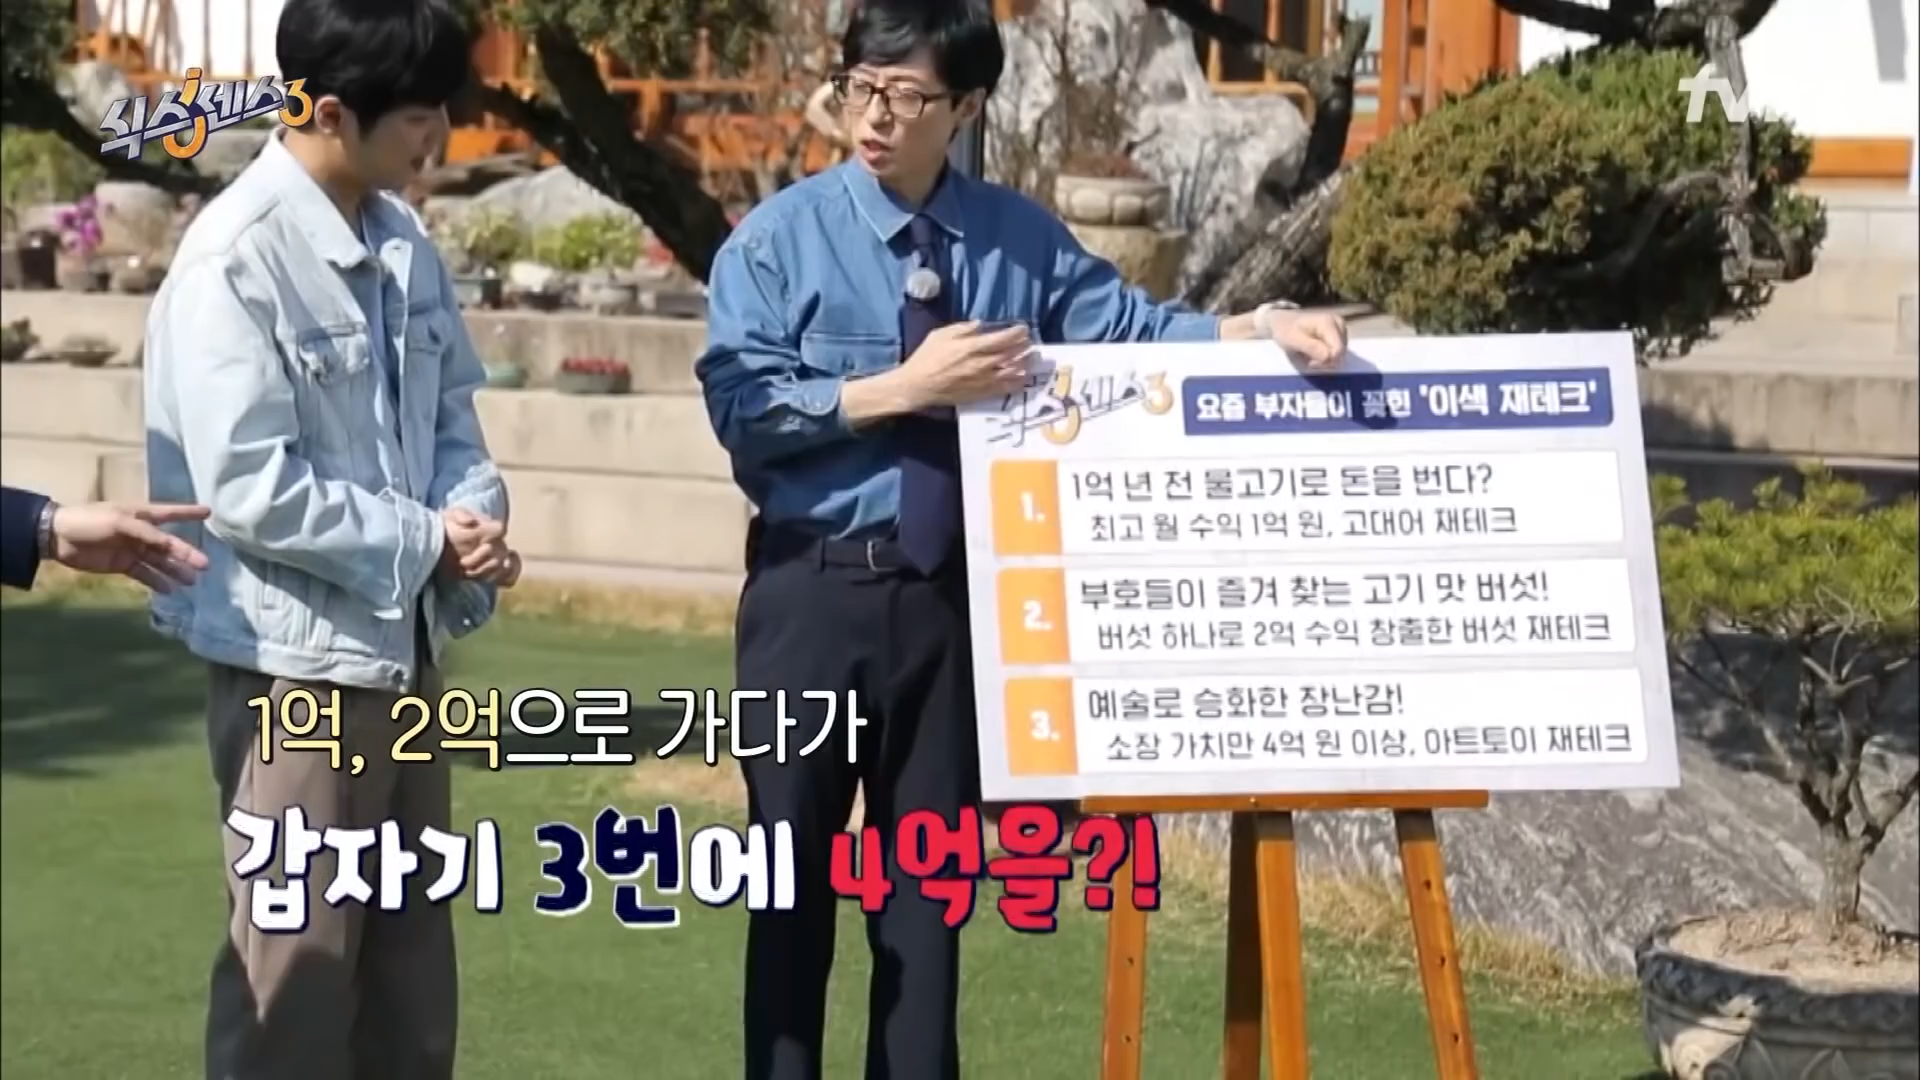 식스센스3
tvN
식스센스3
요즘 부자들이 꽂힌 '이색 재테크'
1.
1억 년 전 물고기로 돈을 번다?
최고 월 수익 1억 원, 고대어 재테크
2.
부호들이 즐겨 찾는 고기 맛 버섯!
버섯 하나로 2억 수익 창출한 버섯 재테크
3.
예술로 승화한 장난감!
소장 가치만 4억 원 이상, 아트토이 재테크
1억, 2억으로 가다가
갑자기 3번에 4억을?!